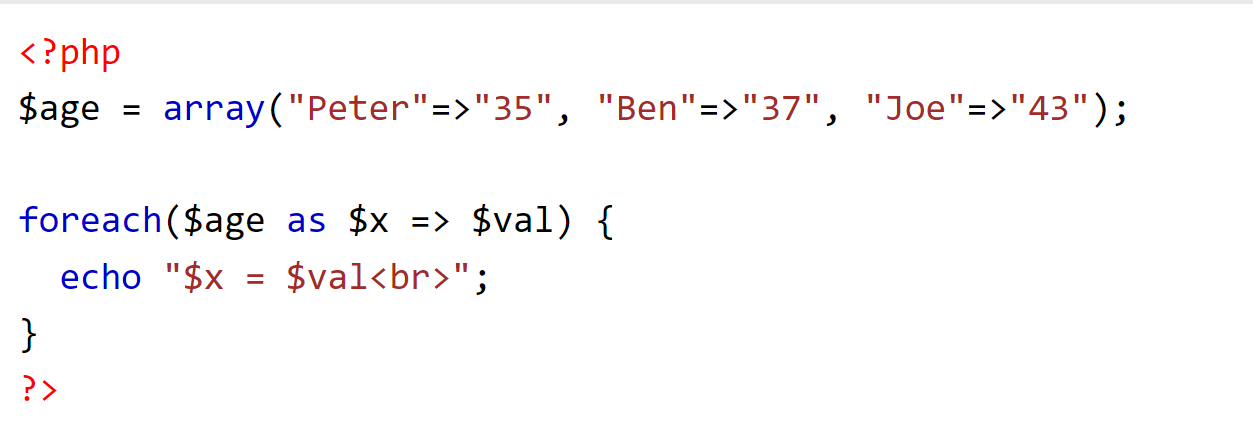 <?php
$age = array("Peter"=>"35", "Ben"=>"37", "Joe"=>"43");
foreach($age as $x => $val) {
  echo "$x = $val<br>";
}
?>